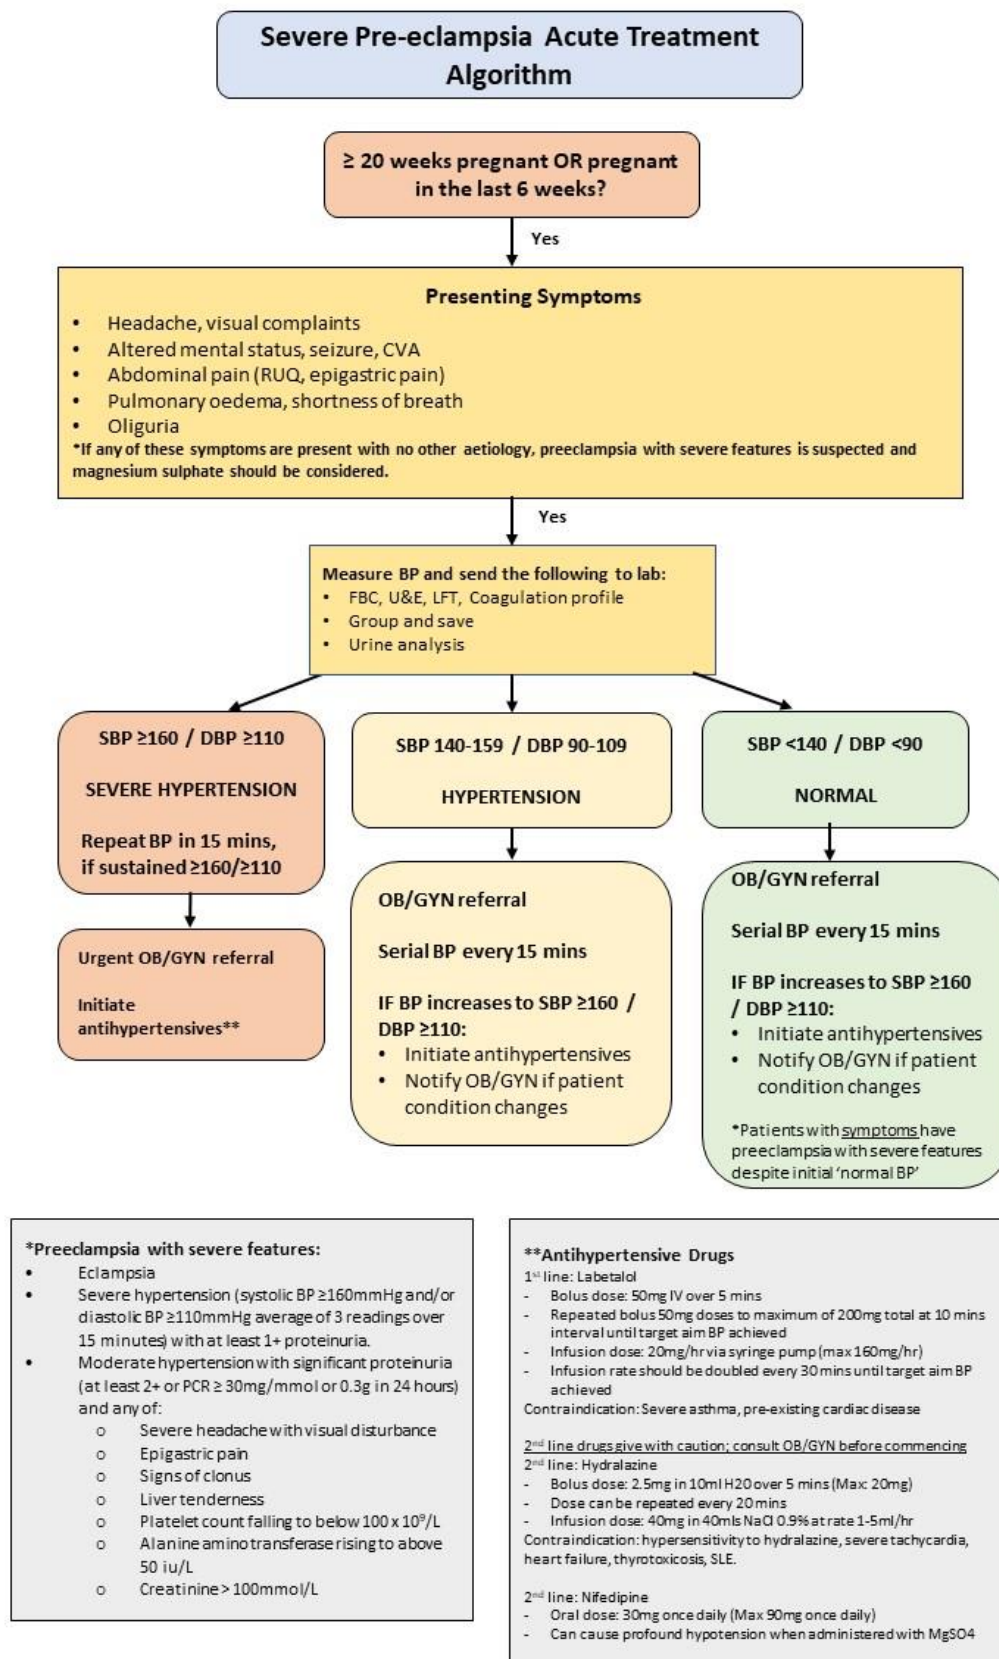 Severe Pre-eclampsia Acute Treatment
Algorithm
≥ 20 weeks pregnant OR pregnant
in the last 6 weeks?
Yes
Presenting Symptoms
• Headache, visual complaints
• Altered mental status, seizure, CVA
• Abdominal pain (RUQ, epigastric pain)
• Pulmonary oedema, shortness of breath
• Oliguria
*If any of these symptoms are present with no other aetiology, preeclampsia with severe features is suspected and
magnesium sulphate should be considered.
Yes
Measure BP and send the following to lab:
• FBC, U&E, LFT, Coagulation profile
• Group and save
• Urine analysis
SBP ≥160 / DBP ≥110
SEVERE HYPERTENSION
Repeat BP in 15 mins,
if sustained ≥160/≥110
Urgent OB/GYN referral
Initiate
antihypertensives**
SBP 140-159 / DBP 90-109
HYPERTENSION
OB/GYN referral
Serial BP every 15 mins
IF BP increases to SBP ≥160 /
DBP ≥110:
• Initiate antihypertensives
• Notify OB/GYN if patient
condition changes
SBP <140 / DBP <90
NORMAL
OB/GYN referral
Serial BP every 15 mins
IF BP increases to SBP ≥160
/ DBP ≥110:
• Initiate antihypertensives
• Notify OB/GYN if patient
condition changes
*Patients with symptoms have
preeclampsia with severe features
despite initial ‘normal BP’
*Preeclampsia with severe features:
• Eclampsia
• Severe hypertension (systolic BP ≥160mmHg and/or
diastolic BP ≥110mmHg average of 3 readings over
15 minutes) with at least 1+ proteinuria.
• Moderate hypertension with significant proteinuria
(at least 2+ or PCR ≥ 30mg/mmol or 0.3g in 24 hours)
and any of:
o Severe headache with visual disturbance
o Epigastric pain
o Signs of clonus
o Liver tenderness
o Platelet count falling to below 100 x 10⁹/L
o Alanine amino transferase rising to above
50 iu/L
o Creatinine > 100mmol/L
**Antihypertensive Drugs
1st line: Labetalol
- Bolus dose: 50mg IV over 5 mins
- Repeated bolus 50mg doses to maximum of 200mg total at 10 mins
interval until target aim BP achieved
- Infusion dose: 20mg/hr via syringe pump (max 160mg/hr)
- Infusion rate should be doubled every 30 mins until target aim BP
achieved
Contraindication: Severe asthma, pre-existing cardiac disease
2nd line drugs give with caution; consult OB/GYN before commencing
2nd line: Hydralazine
- Bolus dose: 2.5mg in 10ml H20 over 5 mins (Max: 20mg)
- Dose can be repeated every 20 mins
- Infusion dose: 40mg in 40mls NaCl 0.9% at rate 1-5ml/hr
Contraindication: hypersensitivity to hydralazine, severe tachycardia,
heart failure, thyrotoxicosis, SLE.
2nd line: Nifedipine
- Oral dose: 30mg once daily (Max 90mg once daily)
- Can cause profound hypotension when administered with MgSO4